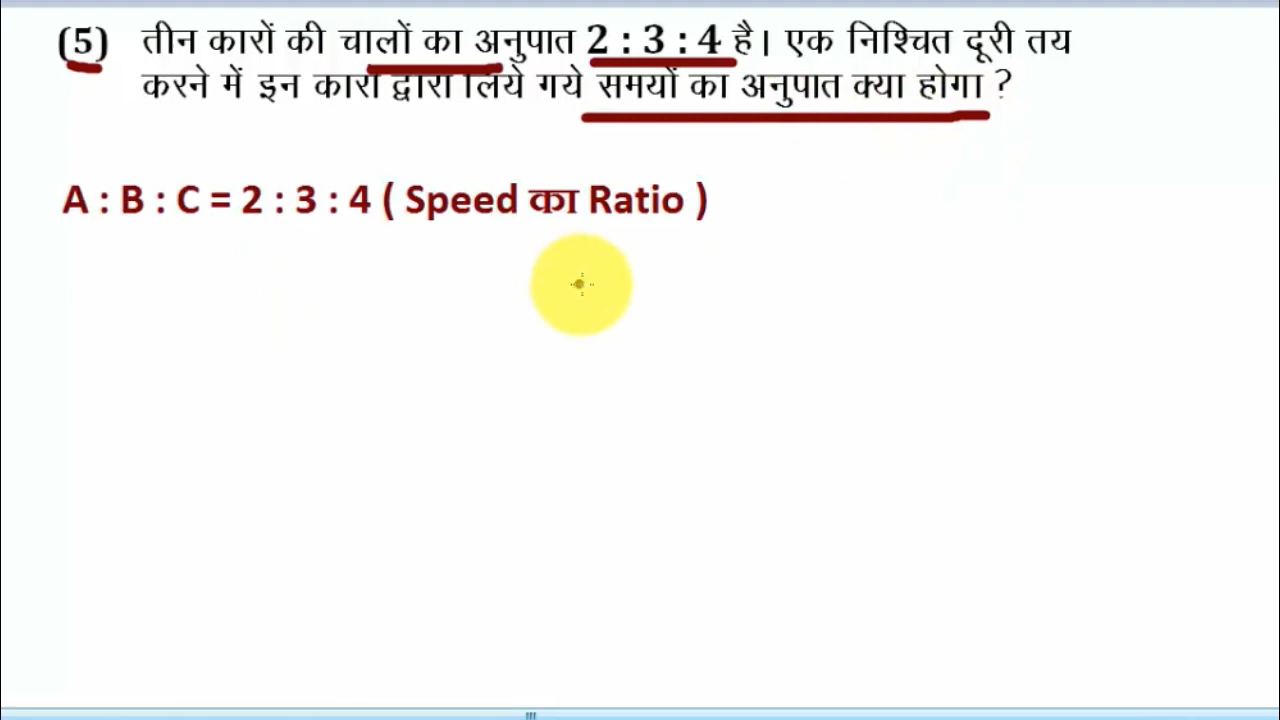 (5) तीन कारों की चालों का अनुपात 2 : 3 : 4 है। एक निश्चित दूरी तय
करने में इन कारों द्वारा लिये गये समयों का अनुपात क्या होगा ?
A : B : C = 2 : 3 : 4 ( Speed का Ratio )